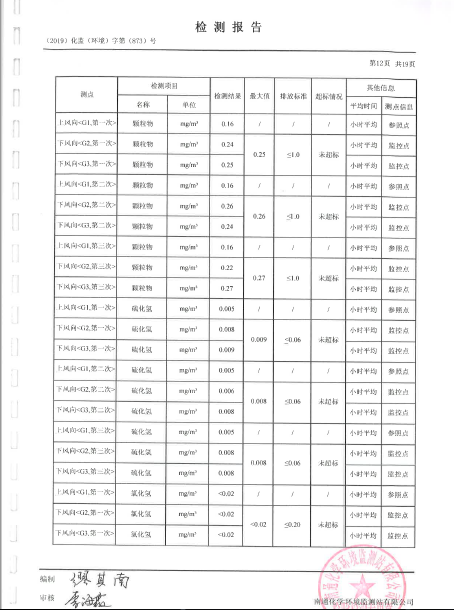 检测报告
(2019)化监(环境)字第(873)号
第12页 共19页
测点 检测项目 检测结果 最大值 排放标准 超标情况 其他信息
名称 单位 平均时间 测点信息
上风向<G1,第一次> 颗粒物 mg/m³ 0.16 / / / 小时平均 参照点
下风向<G2,第一次> 颗粒物 mg/m³ 0.24 0.25 ≤1.0 未超标 小时平均 监控点
下风向<G3,第一次> 颗粒物 mg/m³ 0.25 小时平均 监控点
上风向<G1,第二次> 颗粒物 mg/m³ 0.16 / / / 小时平均 参照点
下风向<G2,第二次> 颗粒物 mg/m³ 0.26 0.26 ≤1.0 未超标 小时平均 监控点
下风向<G3,第二次> 颗粒物 mg/m³ 0.24 小时平均 监控点
上风向<G1,第三次> 颗粒物 mg/m³ 0.16 / / / 小时平均 参照点
下风向<G2,第三次> 颗粒物 mg/m³ 0.22 0.27 ≤1.0 未超标 小时平均 监控点
下风向<G3,第三次> 颗粒物 mg/m³ 0.27 小时平均 监控点
上风向<G1,第一次> 硫化氢 mg/m³ 0.005 / / / 小时平均 参照点
下风向<G2,第一次> 硫化氢 mg/m³ 0.008 0.009 ≤0.06 未超标 小时平均 监控点
下风向<G3,第一次> 硫化氢 mg/m³ 0.009 小时平均 监控点
上风向<G1,第二次> 硫化氢 mg/m³ 0.005 / / / 小时平均 参照点
下风向<G2,第二次> 硫化氢 mg/m³ 0.006 0.008 ≤0.06 未超标 小时平均 监控点
下风向<G3,第二次> 硫化氢 mg/m³ 0.008 小时平均 监控点
上风向<G1,第三次> 硫化氢 mg/m³ 0.005 / / / 小时平均 参照点
下风向<G2,第三次> 硫化氢 mg/m³ 0.008 0.008 ≤0.06 未超标 小时平均 监控点
下风向<G3,第三次> 硫化氢 mg/m³ 0.008 小时平均 监控点
上风向<G1,第一次> 氯化氢 mg/m³ <0.02 / / / 小时平均 参照点
下风向<G2,第一次> 氯化氢 mg/m³ <0.02 <0.02 ≤0.20 未超标 小时平均 监控点
下风向<G3,第一次> 氯化氢 mg/m³ <0.02 小时平均 监控点
编制 缪其南
审核
南通化学环境监测站有限公司